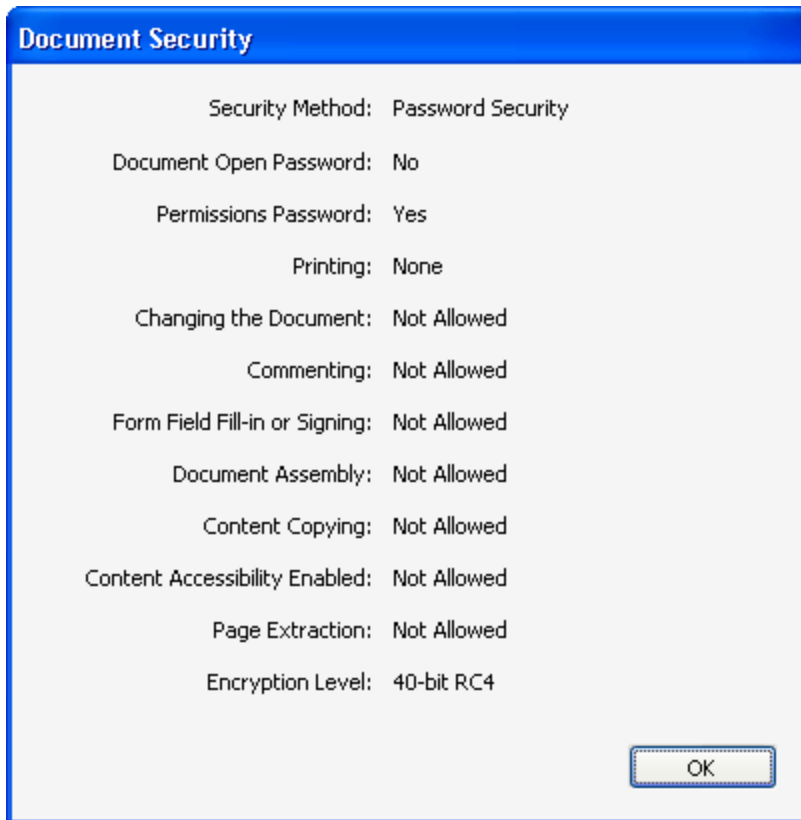 Document Security
Security Method: Password Security
Document Open Password: No
Permissions Password: Yes
Printing: None
Changing the Document: Not Allowed
Commenting: Not Allowed
Form Field Fill-in or Signing: Not Allowed
Document Assembly: Not Allowed
Content Copying: Not Allowed
Content Accessibility Enabled: Not Allowed
Page Extraction: Not Allowed
Encryption Level: 40-bit RC4
OK